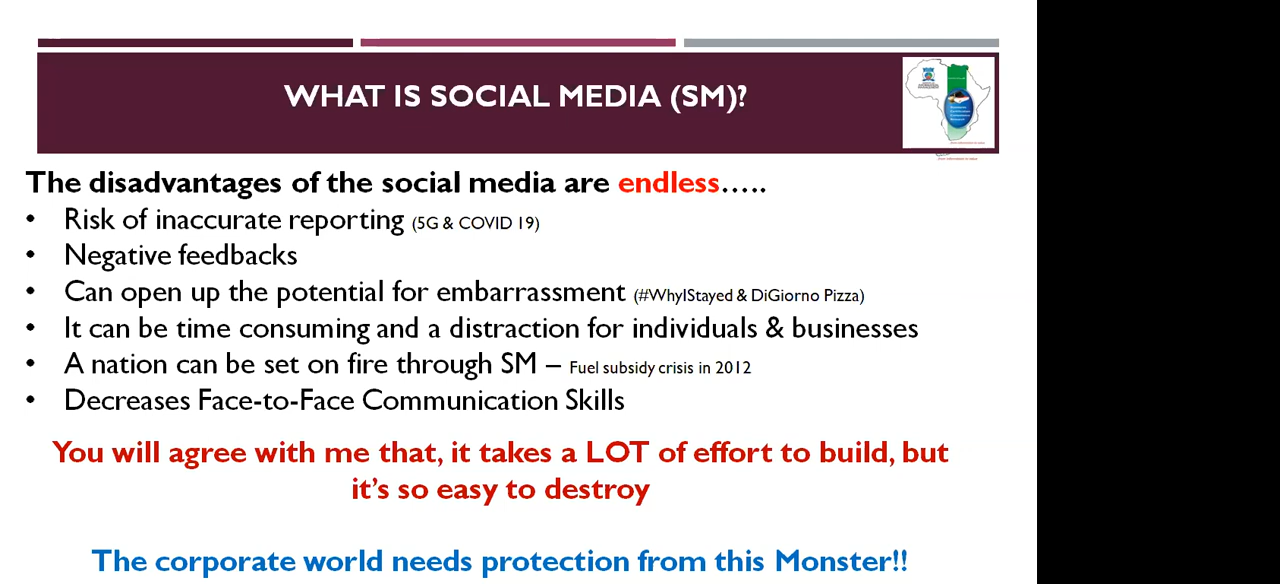 WHAT IS SOCIAL MEDIA (SM)?
The disadvantages of the social media are endless.....
• Risk of inaccurate reporting (5G & COVID 19)
• Negative feedbacks
• Can open up the potential for embarrassment (#WhyIStayed & DiGiorno Pizza)
• It can be time consuming and a distraction for individuals & businesses
• A nation can be set on fire through SM – Fuel subsidy crisis in 2012
• Decreases Face-to-Face Communication Skills
You will agree with me that, it takes a LOT of effort to build, but
it's so easy to destroy
The corporate world needs protection from this Monster!!